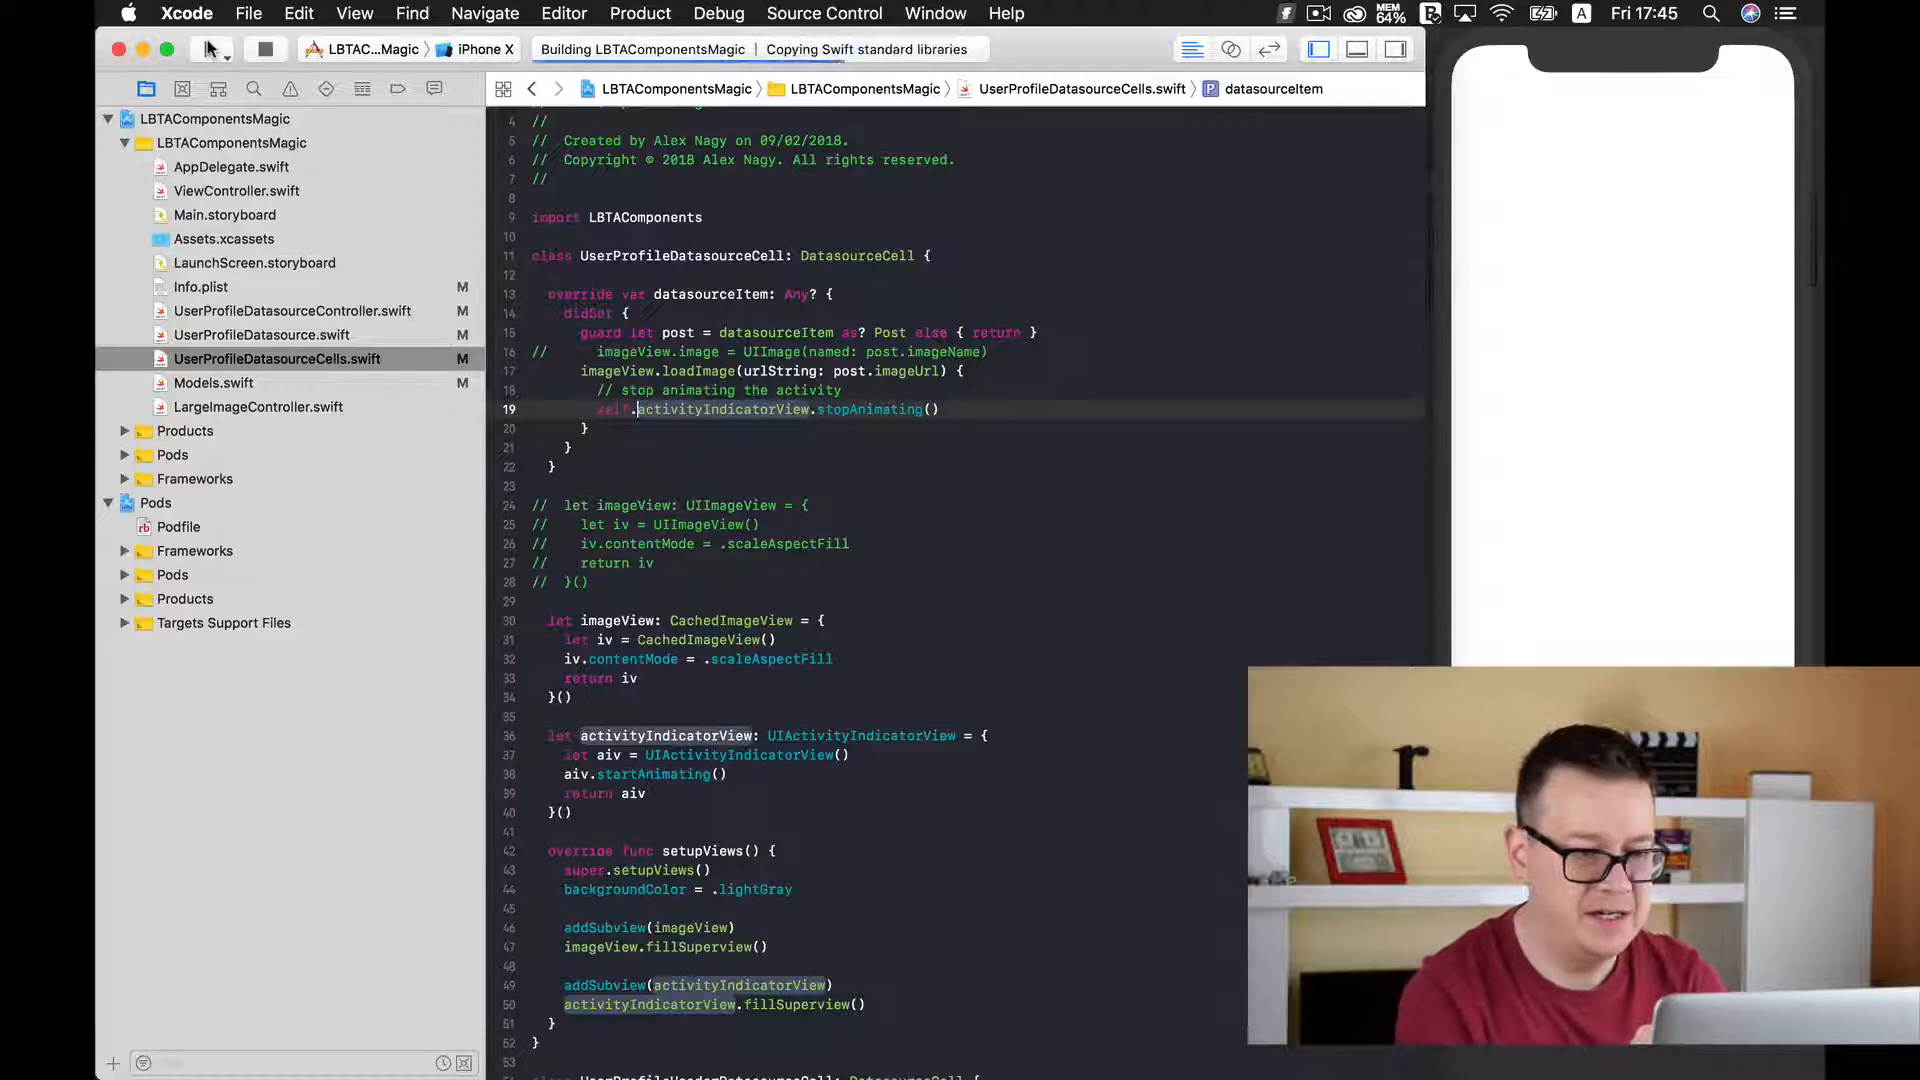 Xcode File Edit View Find Navigate Editor Product Debug Source Control Window Help MEM 64% A Fri 17:45
LBTAC...Magic iPhone X Building LBTAComponentsMagic | Copying Swift standard libraries
LBTAComponentsMagic LBTAComponentsMagic UserProfileDatasourceCells.swift P datasourceItem
LBTAComponentsMagic
LBTAComponentsMagic
AppDelegate.swift
ViewController.swift
Main.storyboard
Assets.xcassets
LaunchScreen.storyboard
Info.plist M
UserProfileDatasourceController.swift M
UserProfileDatasource.swift M
UserProfileDatasourceCells.swift M
Models.swift M
LargeImageController.swift
Products
Pods
Frameworks
Pods
Podfile
Frameworks
Pods
Products
Targets Support Files
4 //
5 // Created by Alex Nagy on 09/02/2018.
6 // Copyright © 2018 Alex Nagy. All rights reserved.
7 //
8
9 import LBTAComponents
10
11 class UserProfileDatasourceCell: DatasourceCell {
12
13 override var datasourceItem: Any? {
14 didSet {
15 guard let post = datasourceItem as? Post else { return }
16 // imageView.image = UIImage(named: post.imageName)
17 imageView.loadImage(urlString: post.imageUrl) {
18 // stop animating the activity
19 self.activityIndicatorView.stopAnimating()
20 }
21 }
22 }
23
24 // let imageView: UIImageView = {
25 // let iv = UIImageView()
26 // iv.contentMode = .scaleAspectFill
27 // return iv
28 // }()
29
30 let imageView: CachedImageView = {
31 let iv = CachedImageView()
32 iv.contentMode = .scaleAspectFill
33 return iv
34 }()
35
36 let activityIndicatorView: UIActivityIndicatorView = {
37 let aiv = UIActivityIndicatorView()
38 aiv.startAnimating()
39 return aiv
40 }()
41
42 override func setupViews() {
43 super.setupViews()
44 backgroundColor = .lightGray
45
46 addSubview(imageView)
47 imageView.fillSuperview()
48
49 addSubview(activityIndicatorView)
50 activityIndicatorView.fillSuperview()
51 }
52 }
53